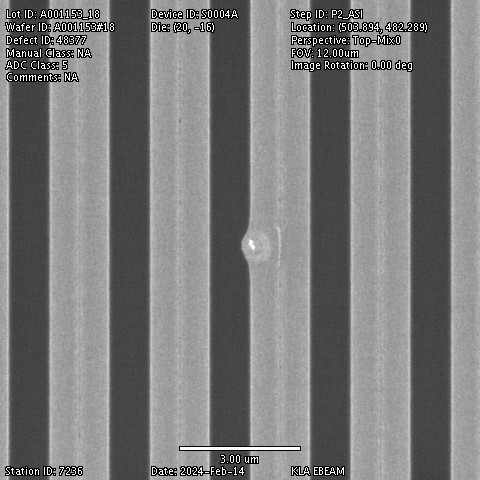 Lot ID: A001153_18
Wafer ID: A001153#18
Defect ID: 48377
Manual Class: NA
ADC Class: 5
Comments: NA
Device ID: S0004A
Die: (20, -16)
Step ID: P2_ASI
Location: (503.894, 482.289)
Perspective: Top-Mix0
FOV: 12.00um
Image Rotation: 0.00 deg
3.00 um
Station ID: 7236
Date: 2024-Feb-14
KLA EBEAM